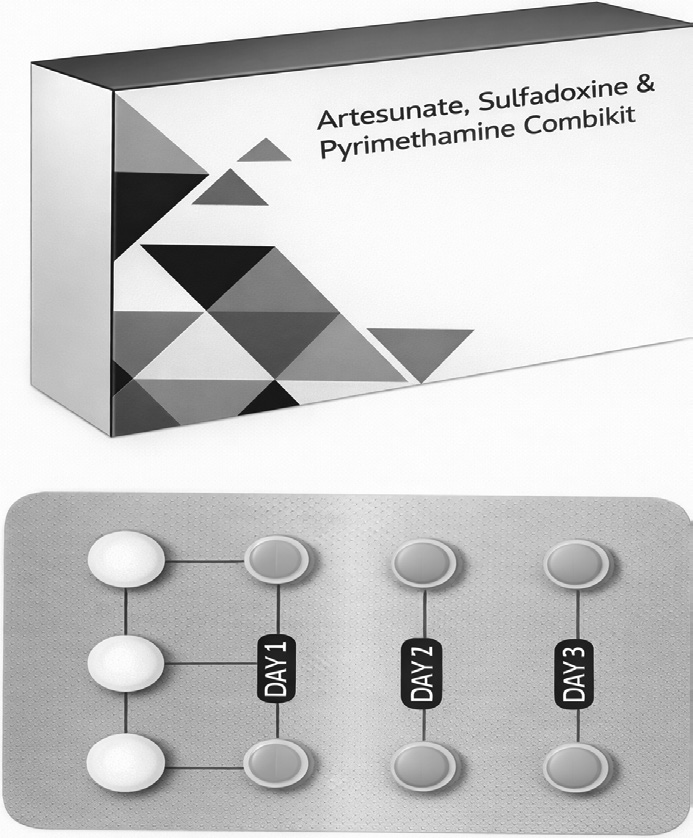 Artesunate, Sulfadoxine &
Pyrimethamine Combikit
DAY 1
DAY 2
DAY 3